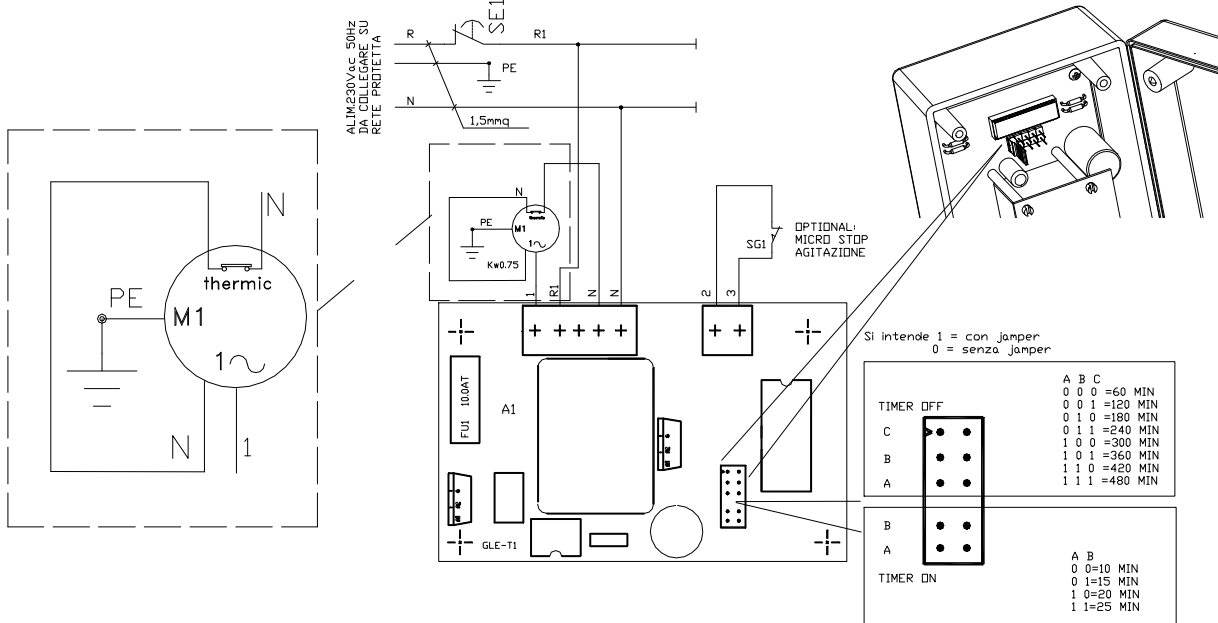 ALIM.230Vac 50Hz
DA COLLEGARE SU
RETE PROTETTA
R
SE1
R1
PE
N
1,5mmq
N
PE
thermic
M1
1
Kw0.75
N
thermic
PE
M1
1
N
1
1
R1
N
N
2
3
SG1
OPTIONAL:
MICRO STOP
AGITAZIONE
FU1 10.0AT
A1
GLE-T1
Si intende 1 = con jamper
0 = senza jamper
TIMER OFF
C
B
A
A B C
0 0 0 =60 MIN
0 0 1 =120 MIN
0 1 0 =180 MIN
0 1 1 =240 MIN
1 0 0 =300 MIN
1 0 1 =360 MIN
1 1 0 =420 MIN
1 1 1 =480 MIN
B
A
TIMER ON
A B
0 0=10 MIN
0 1=15 MIN
1 0=20 MIN
1 1=25 MIN